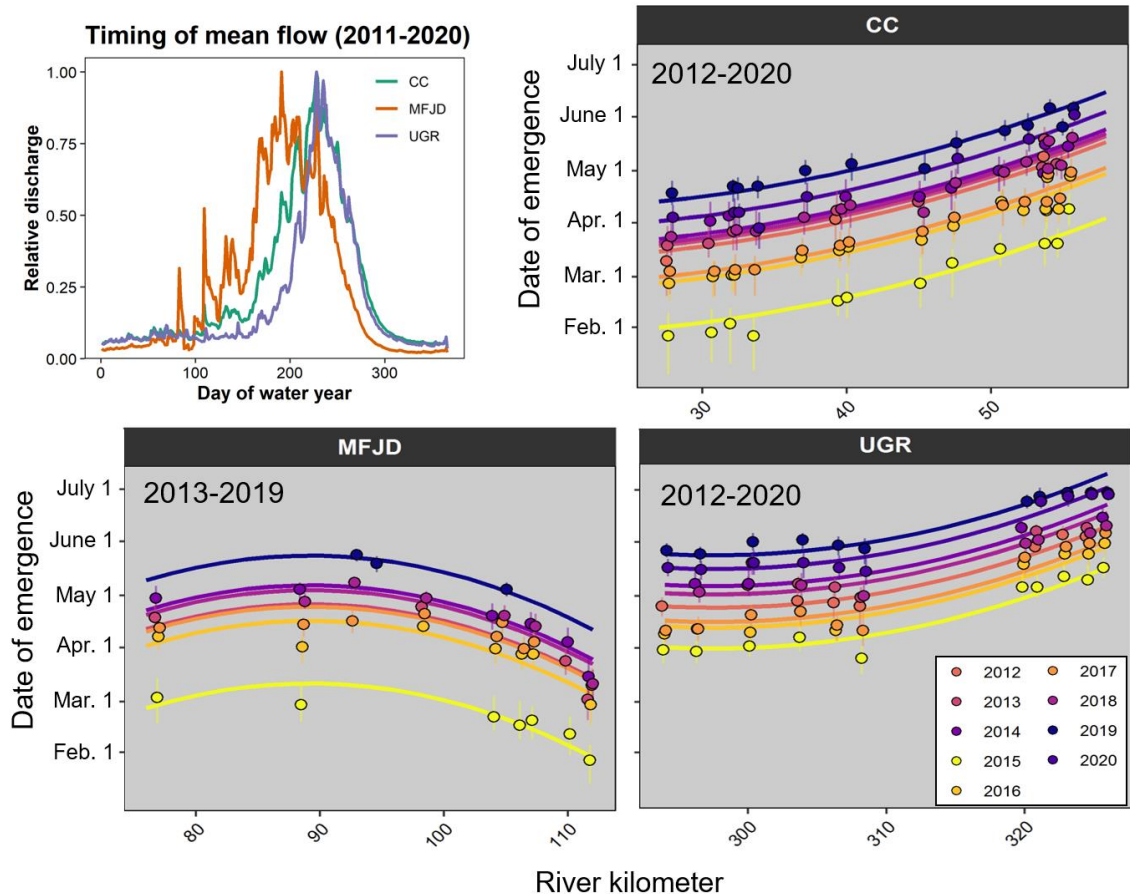 Timing of mean flow (2011-2020)
Relative discharge
1.00
0.75
0.50
0.25
0.00
CC
MFJD
UGR
0
100
200
300
Day of water year
CC
2012-2020
Date of emergence
July 1
June 1
May 1
Apr. 1
Mar. 1
Feb. 1
30
40
50
MFJD
2013-2019
Date of emergence
July 1
June 1
May 1
Apr. 1
Mar. 1
Feb. 1
80
90
100
110
UGR
2012-2020
300
310
320
2012
2013
2014
2015
2016
2017
2018
2019
2020
River kilometer